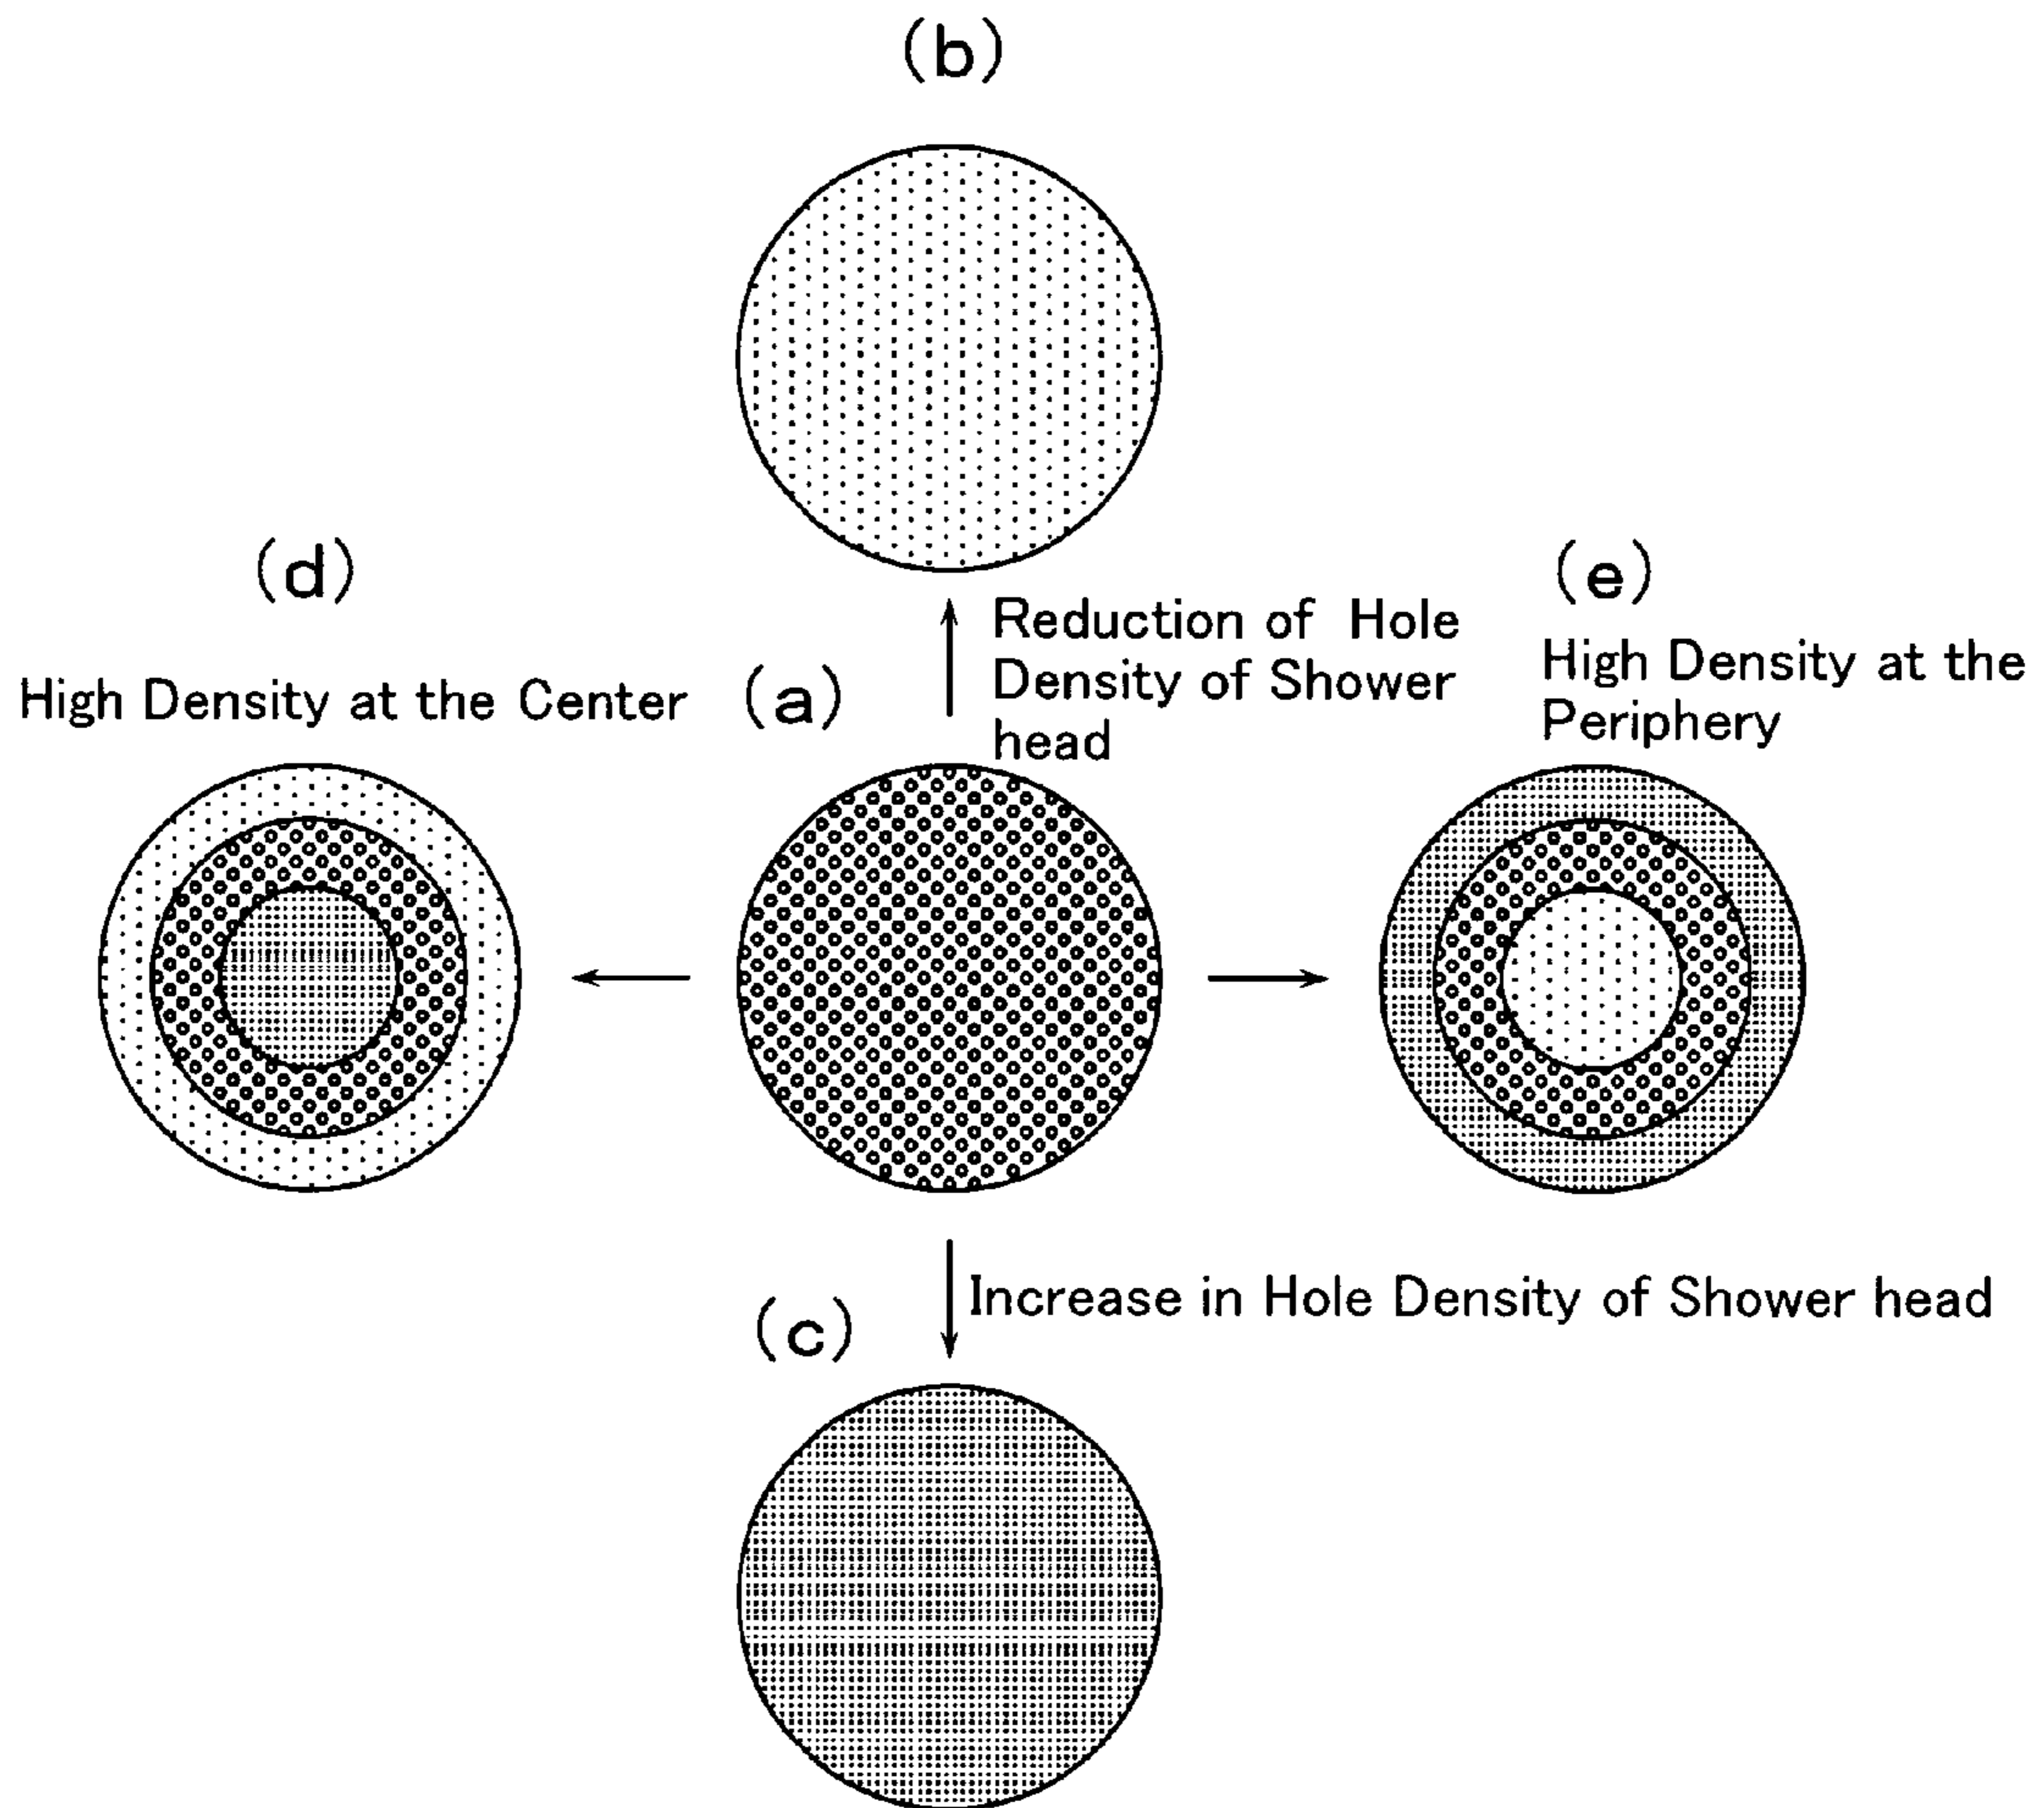 (b)
(d)
High Density at the Center
(a)
Reduction of Hole
Density of Shower
head
(e)
High Density at the
Periphery
(c)
Increase in Hole Density of Shower head